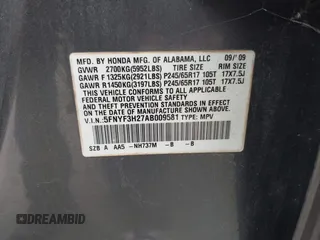 MFD. BY HONDA MFG. OF ALABAMA, LLC 09/'09
GVWR 2700KG(5952LBS) TIRE SIZE RIM SIZE
GAWR F 1325KG(2921LBS) P245/65R17 105T 17X7.5J
GAWR R1450KG(3197LBS) P245/65R17 105T 17X7.5J
THIS VEHICLE CONFORMS TO ALL APPLICABLE
FEDERAL MOTOR VEHICLE SAFETY AND THEFT
PREVENTION STANDARDS IN EFFECT ON THE
DATE OF MANUFACTURE SHOWN ABOVE.
V.I.N.:5FNYF3H27AB009581 TYPE: MPV
SZB A AA5 -NH737M -B -B
DREAMBID